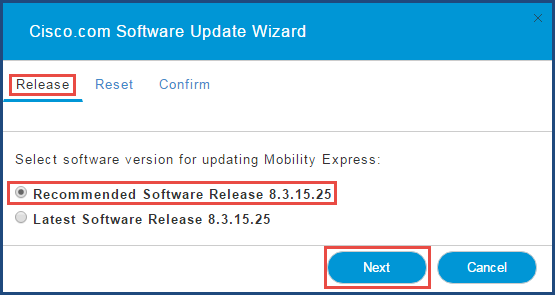 Cisco.com Software Update Wizard
Release Reset Confirm
Select software version for updating Mobility Express:
Recommended Software Release 8.3.15.25
Latest Software Release 8.3.15.25
Next Cancel